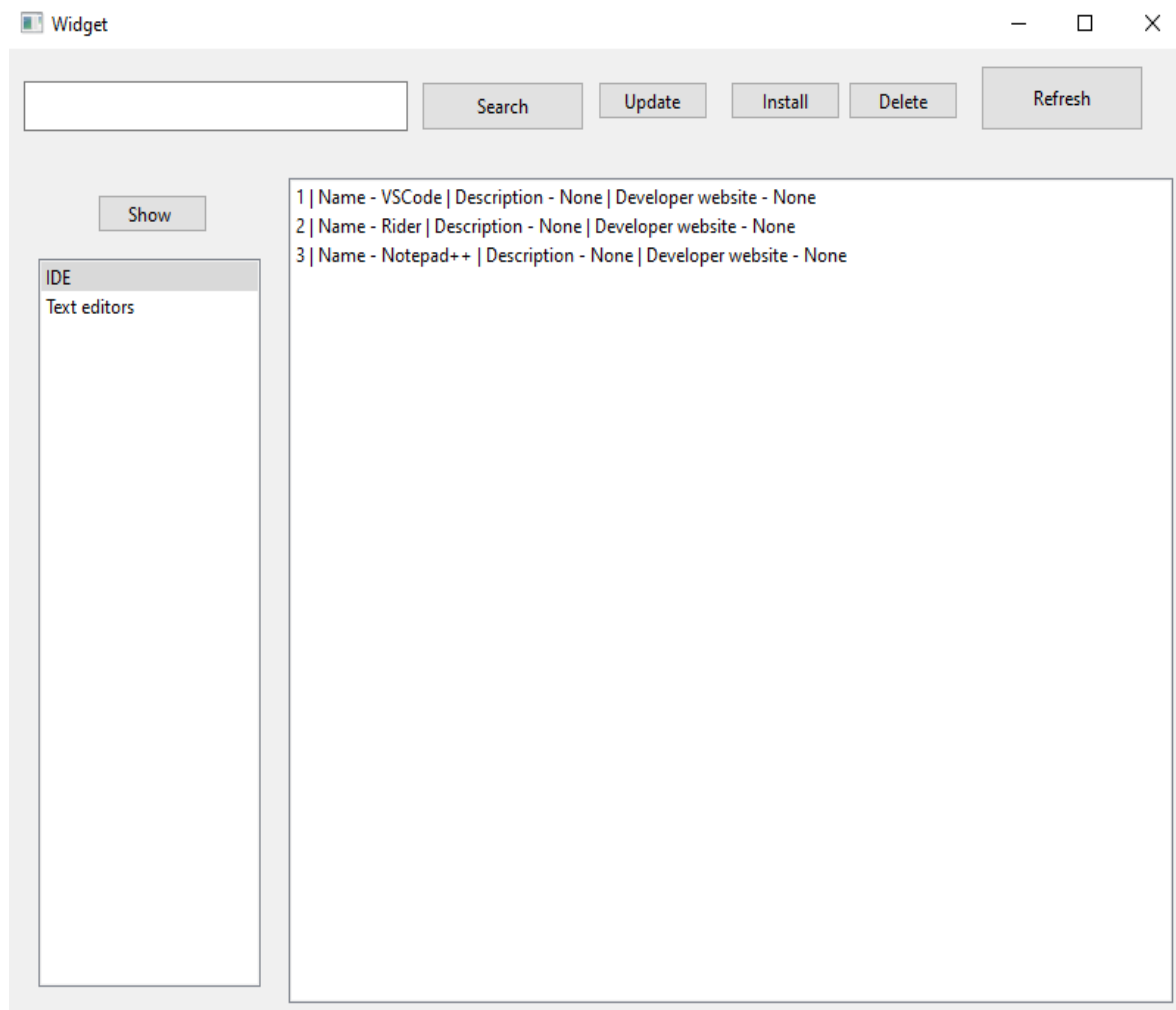 Widget
Search Update Install Delete Refresh
Show
1 | Name - VSCode | Description - None | Developer website - None
2 | Name - Rider | Description - None | Developer website - None
3 | Name - Notepad++ | Description - None | Developer website - None
IDE
Text editors